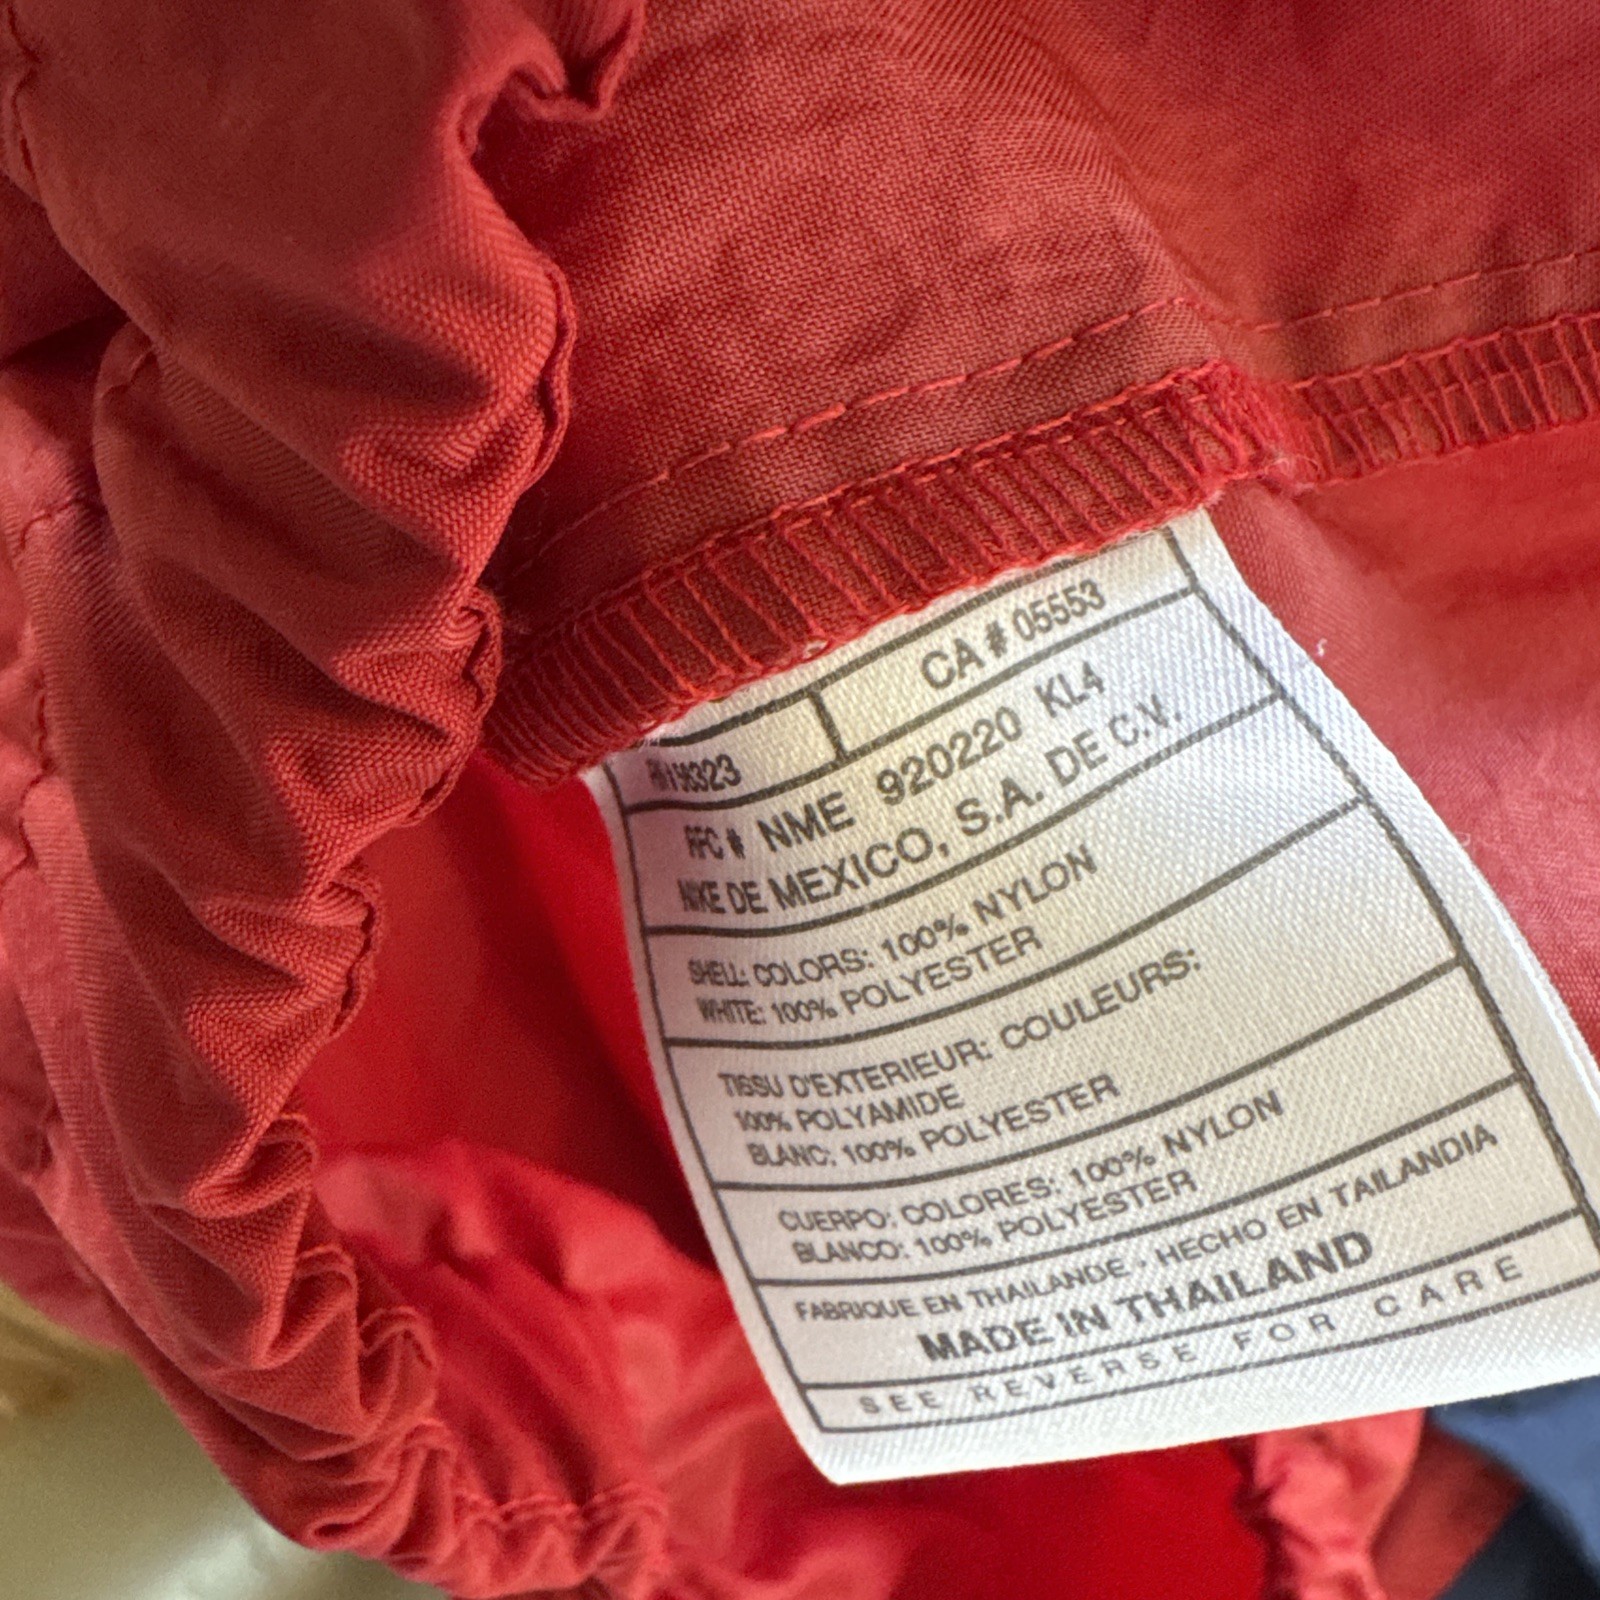 CA # 05553
RN # 56323
RFC # NME 920220 KL4
NIKE DE MEXICO, S.A. DE C.V.
SHELL: COLORS: 100% NYLON
WHITE: 100% POLYESTER
TISSU D'EXTERIEUR: COULEURS:
100% POLYAMIDE
BLANC: 100% POLYESTER
CUERPO: COLORES: 100% NYLON
BLANCO: 100% POLYESTER
FABRIQUE EN THAILANDE · HECHO EN TAILANDIA
MADE IN THAILAND
SEE REVERSE FOR CARE